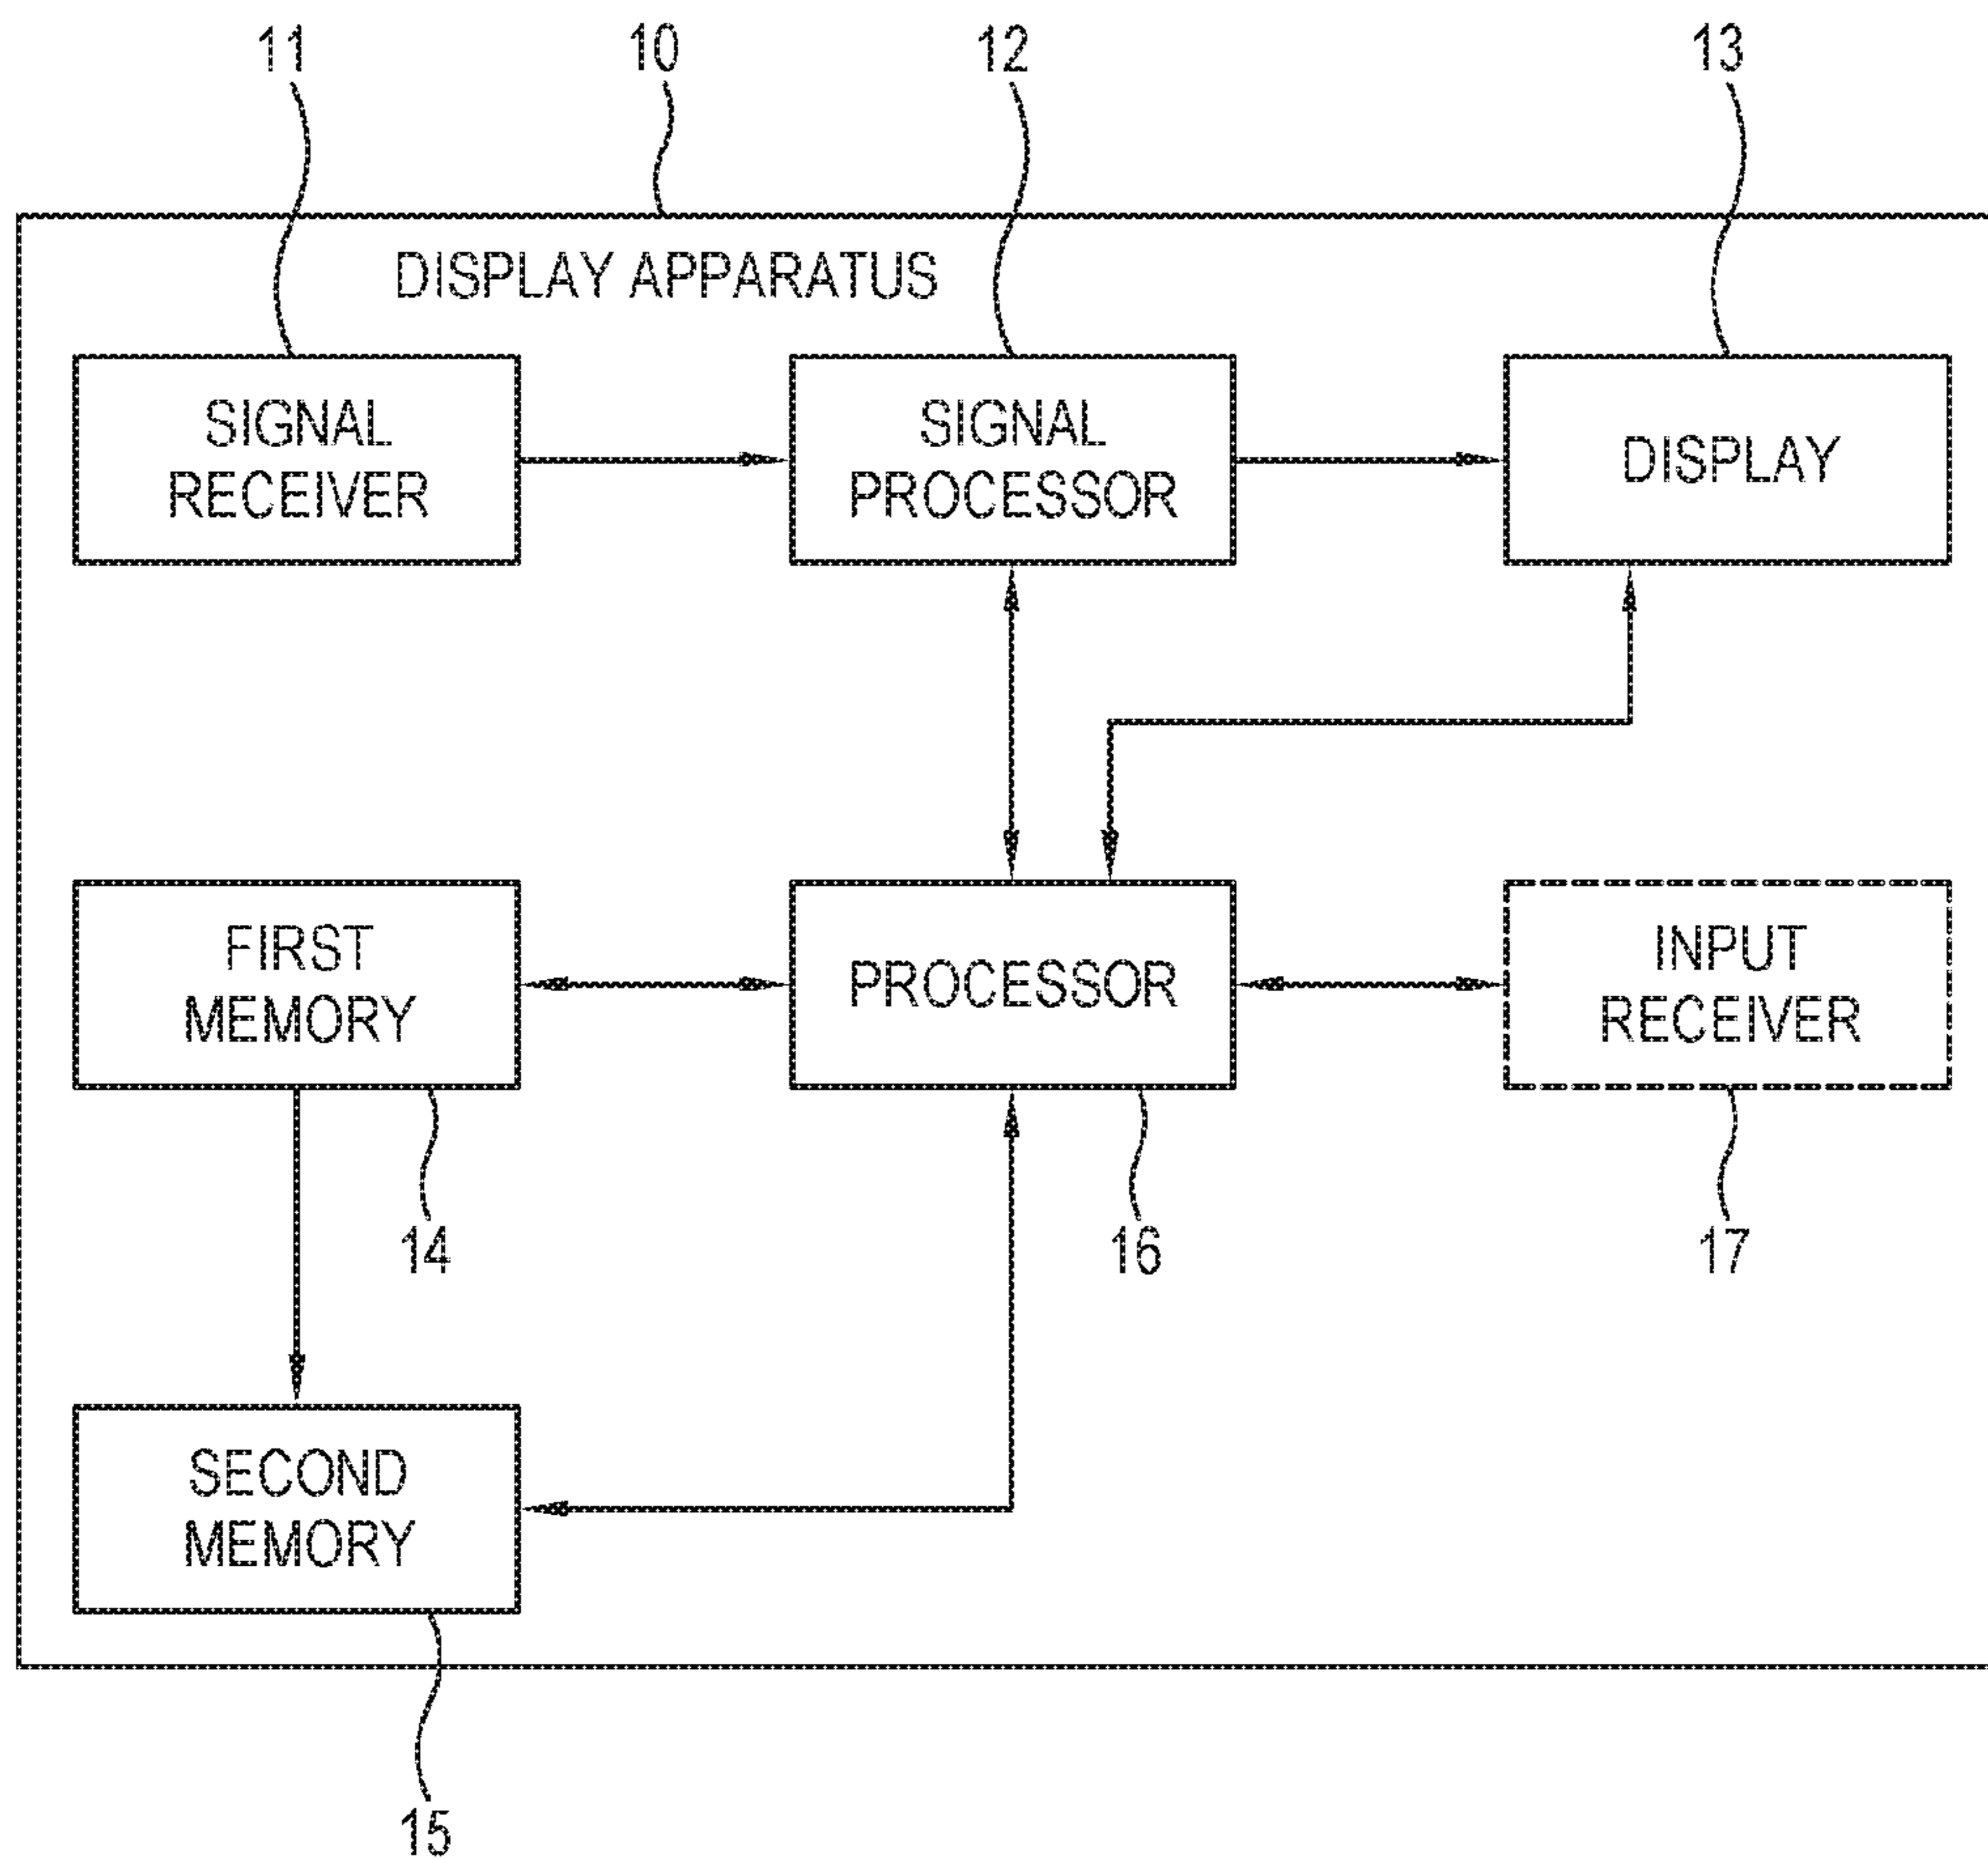 11
10
12
13
DISPLAY APPARATUS
SIGNAL
RECEIVER
SIGNAL
PROCESSOR
DISPLAY
FIRST
MEMORY
PROCESSOR
INPUT
RECEIVER
14
16
17
SECOND
MEMORY
15